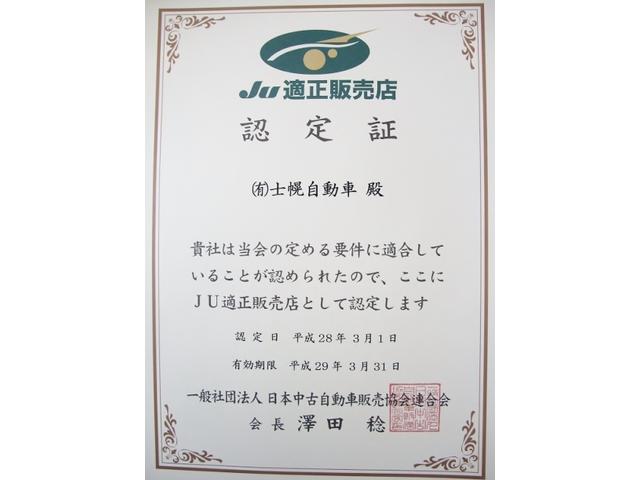 JU 適正販売店
認定証
㈲士幌自動車 殿
貴社は当会の定める要件に適合して
いることが認められたので、ここに
JU適正販売店として認定します
認定日 平成28年3月1日
有効期限 平成29年3月31日
一般社団法人 日本中古自動車販売協会連合会
会長 澤田 稔